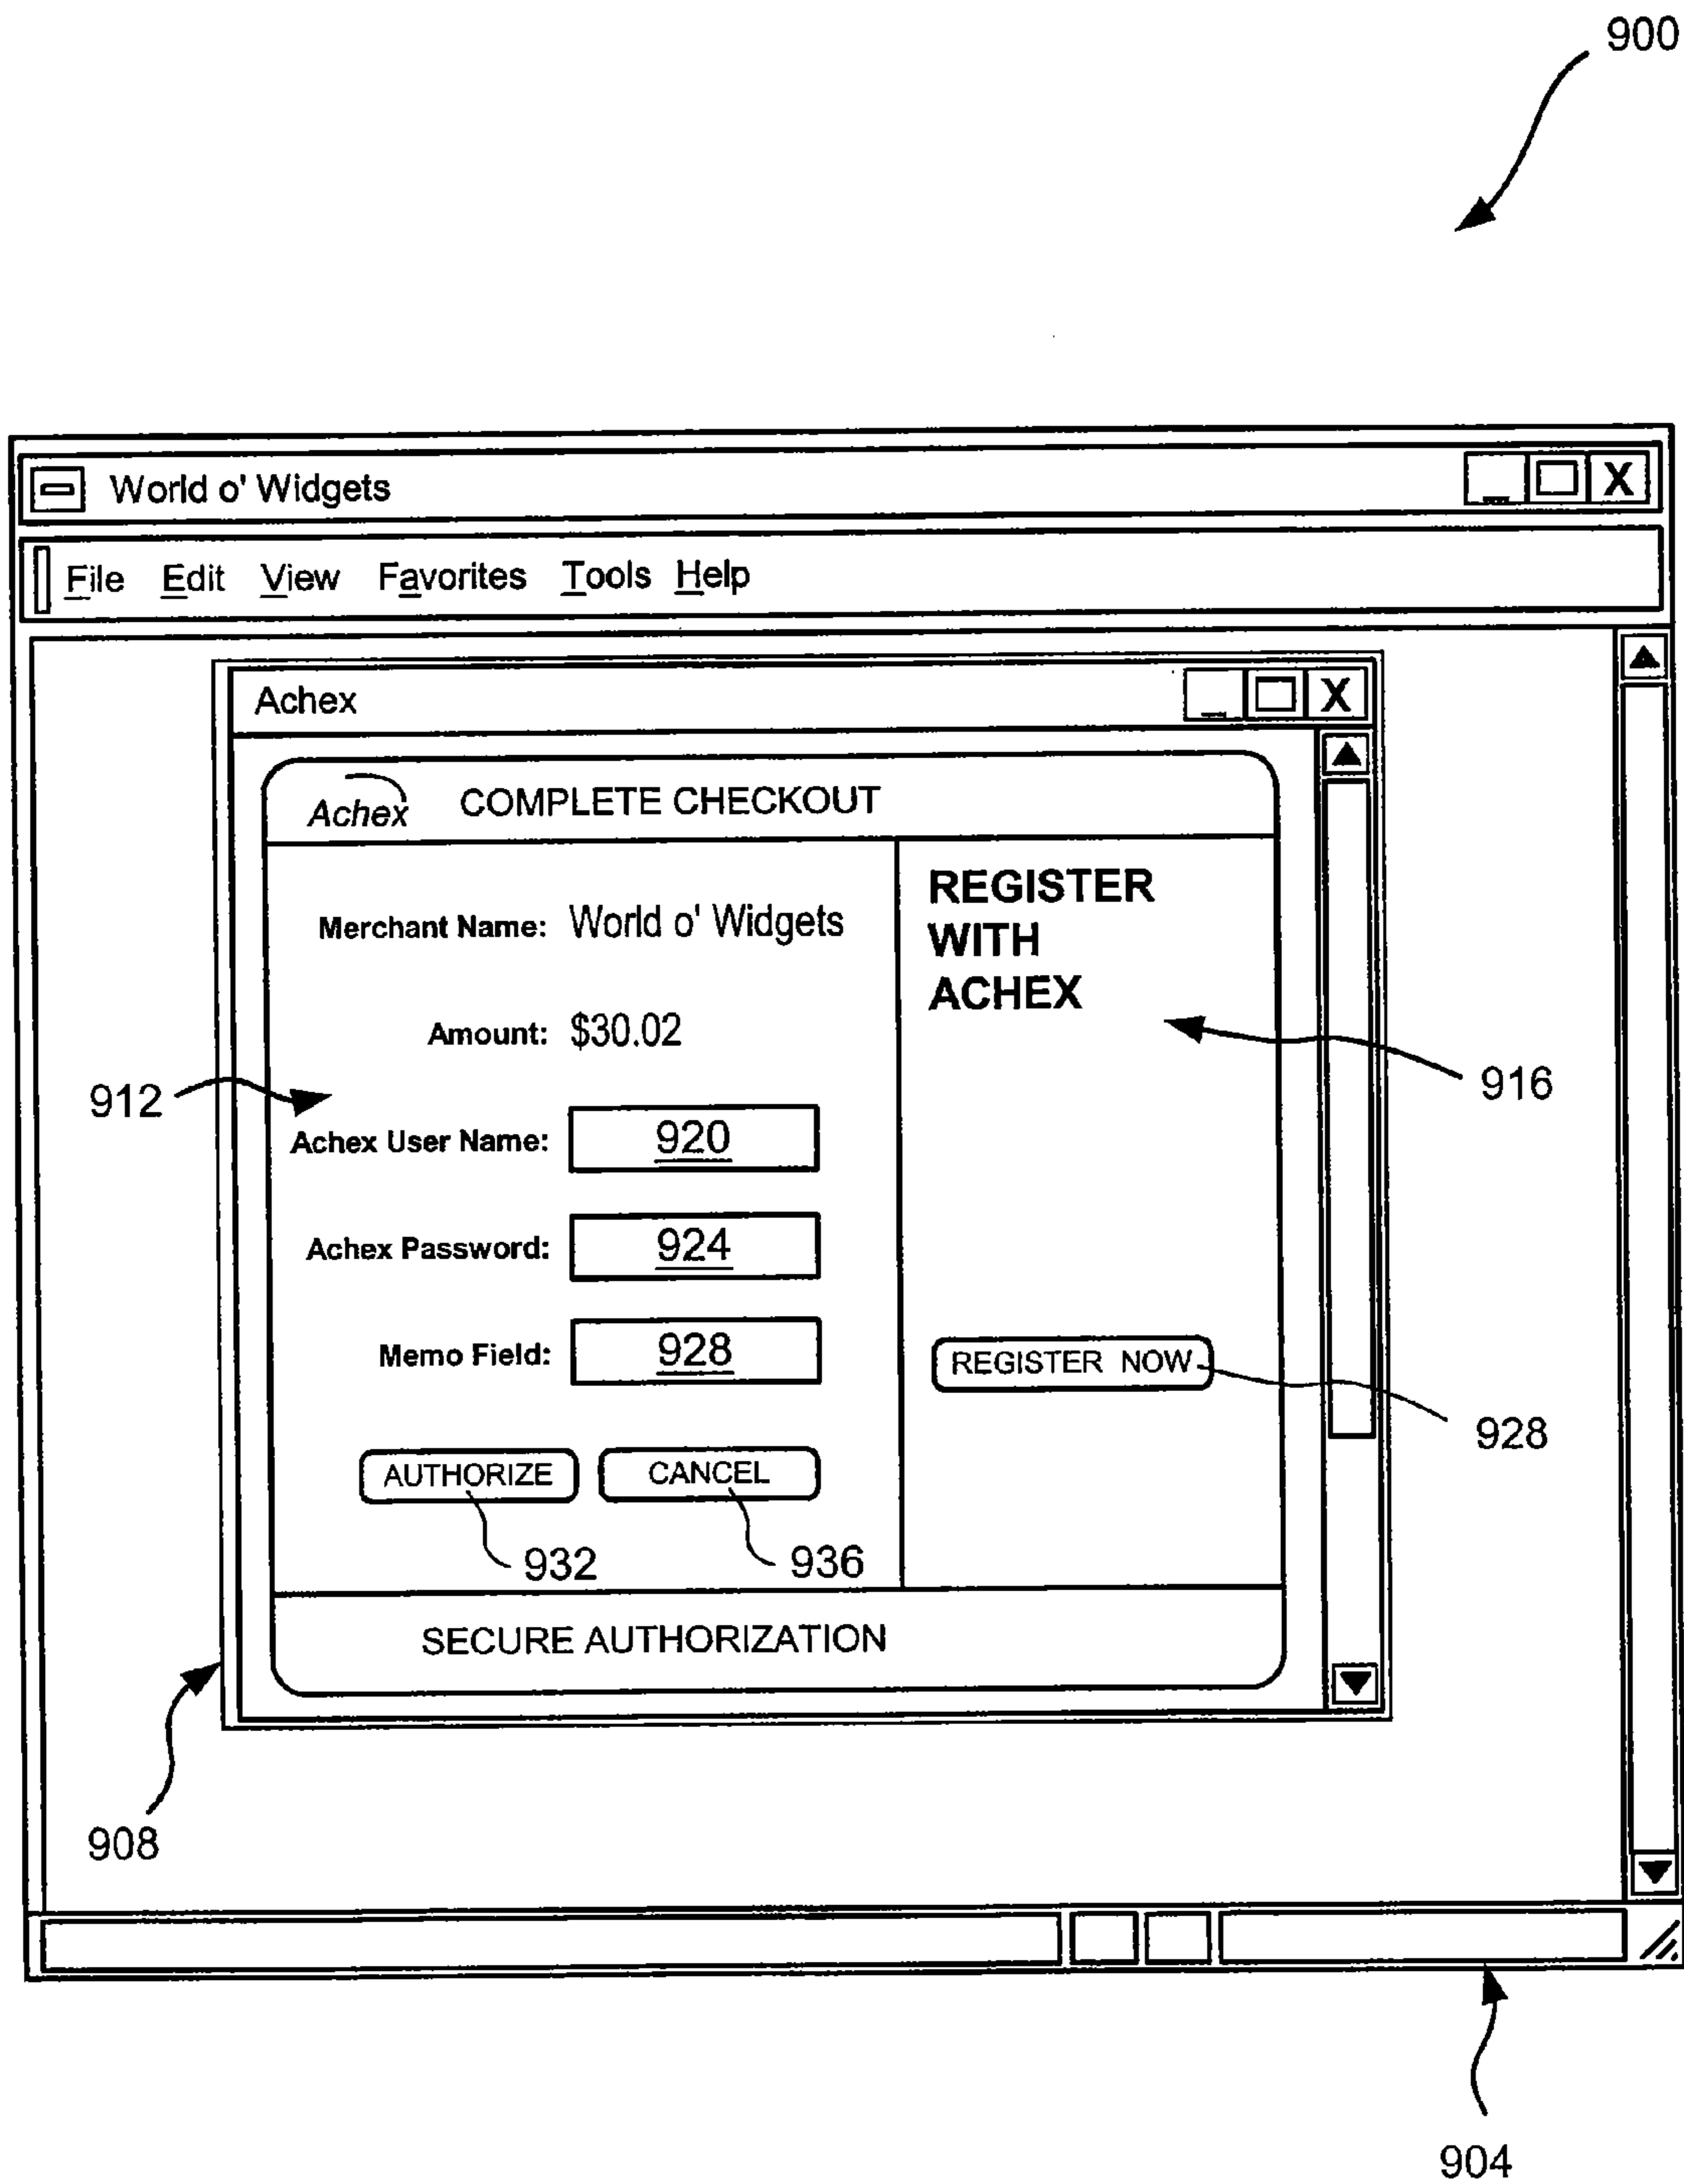 900
World o' Widgets
X
File Edit View Favorites Tools Help
Achex
X
Achex COMPLETE CHECKOUT
REGISTER
WITH
ACHEX
Merchant Name: World o' Widgets
Amount: $30.02
912
916
Achex User Name: 920
Achex Password: 924
Memo Field: 928
REGISTER NOW
928
AUTHORIZE CANCEL
932 936
SECURE AUTHORIZATION
908
904